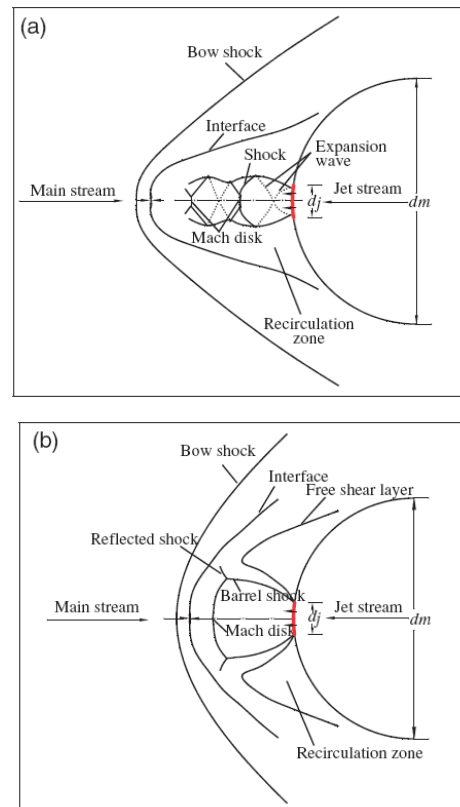 (a)
Bow shock
Interface
Shock
Expansion
wave
Main stream
Jet stream
dj
dm
Mach disk
Recirculation
zone
(b)
Bow shock
Interface
Free shear layer
Reflected shock
Barrel shock
Main stream
Jet stream
dj
dm
Mach disk
Recirculation zone